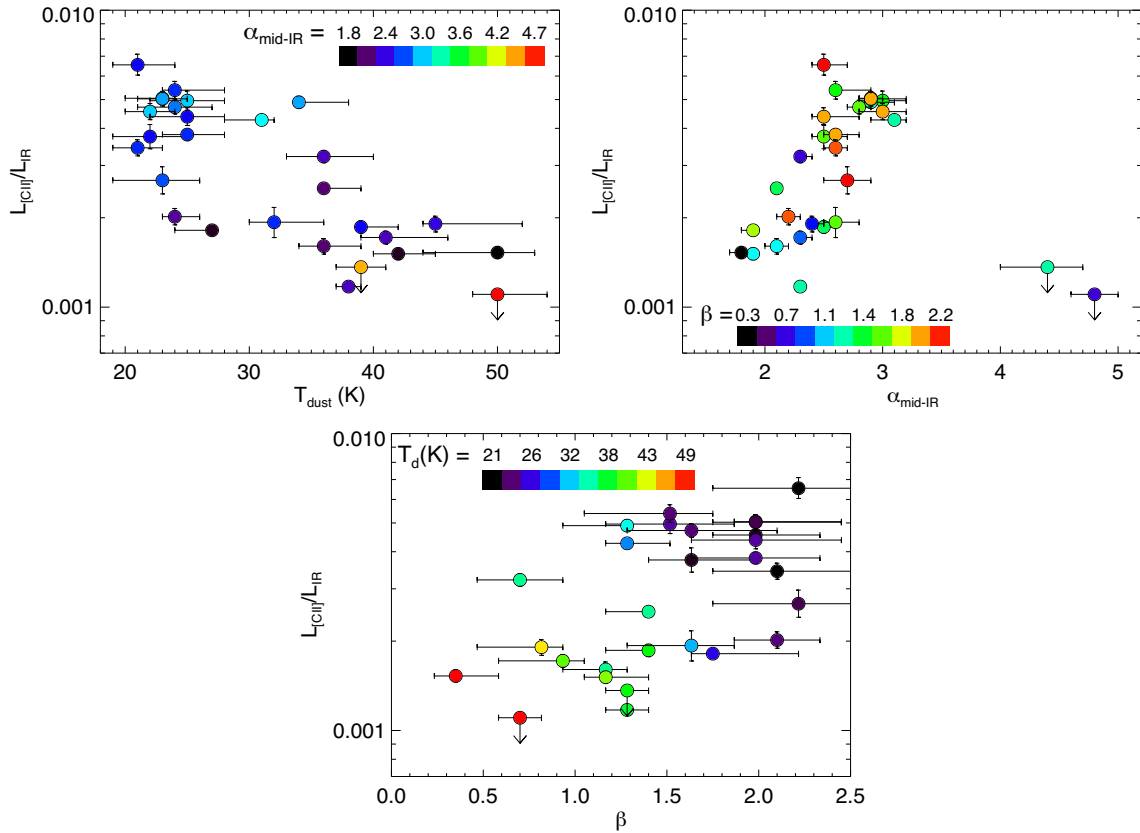 0.010
α_mid-IR = 1.8 2.4 3.0 3.6 4.2 4.7
L_[CII]/L_IR
0.001
20 30 40 50
T_dust (K)
0.010
L_[CII]/L_IR
0.001
β = 0.3 0.7 1.1 1.4 1.8 2.2
2 3 4 5
α_mid-IR
0.010
T_d(K) = 21 26 32 38 43 49
L_[CII]/L_IR
0.001
0.0 0.5 1.0 1.5 2.0 2.5
β